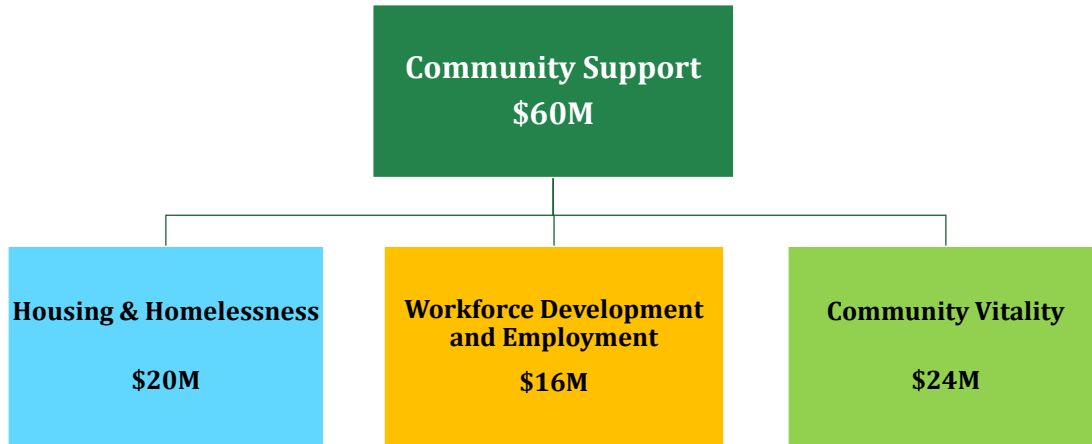 Community Support
$60M
Housing & Homelessness
$20M
Workforce Development
and Employment
$16M
Community Vitality
$24M